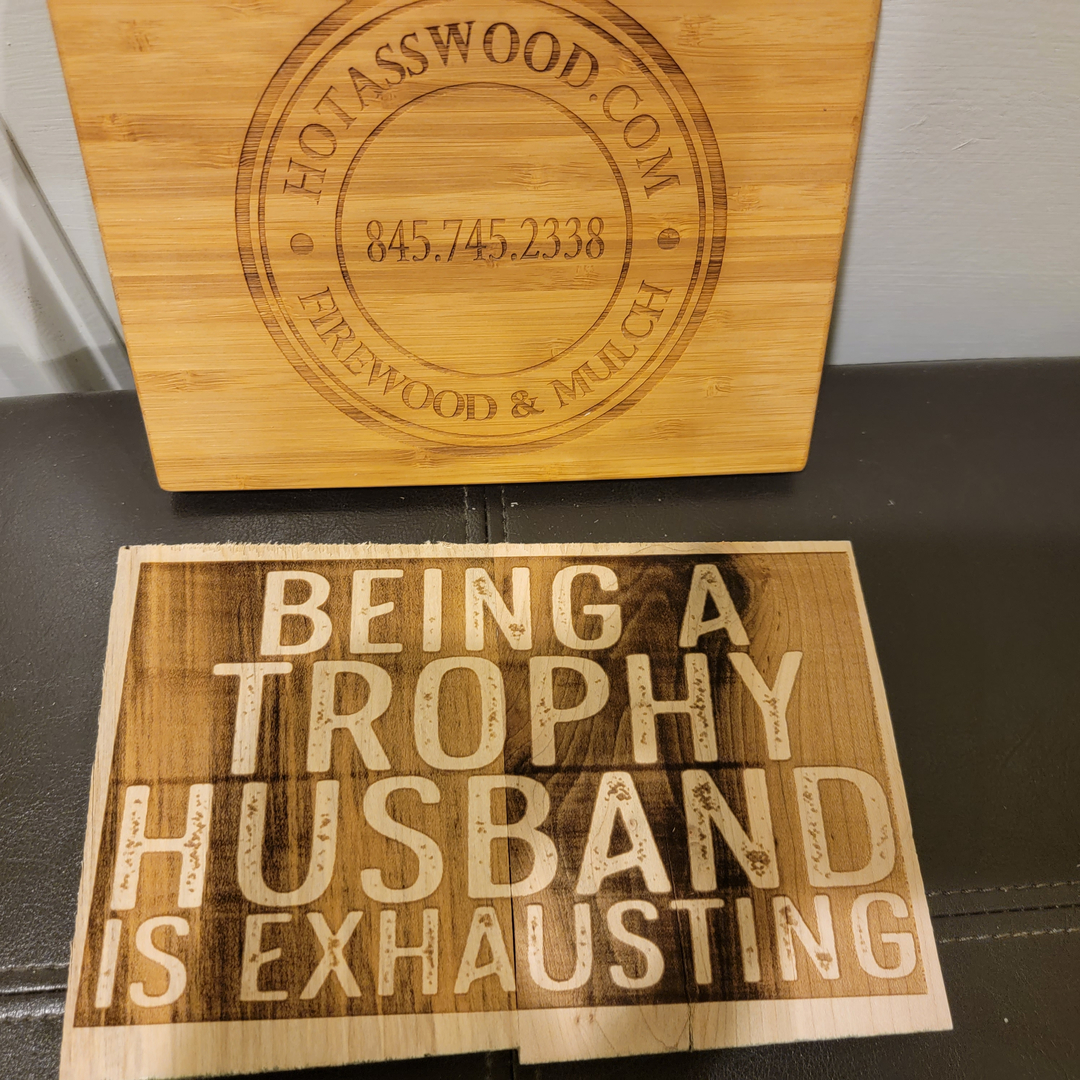 HOTASSWOOD.COM
845.745.2338
FIREWOOD & MULCH
BEING A
TROPHY
HUSBAND
IS EXHAUSTING